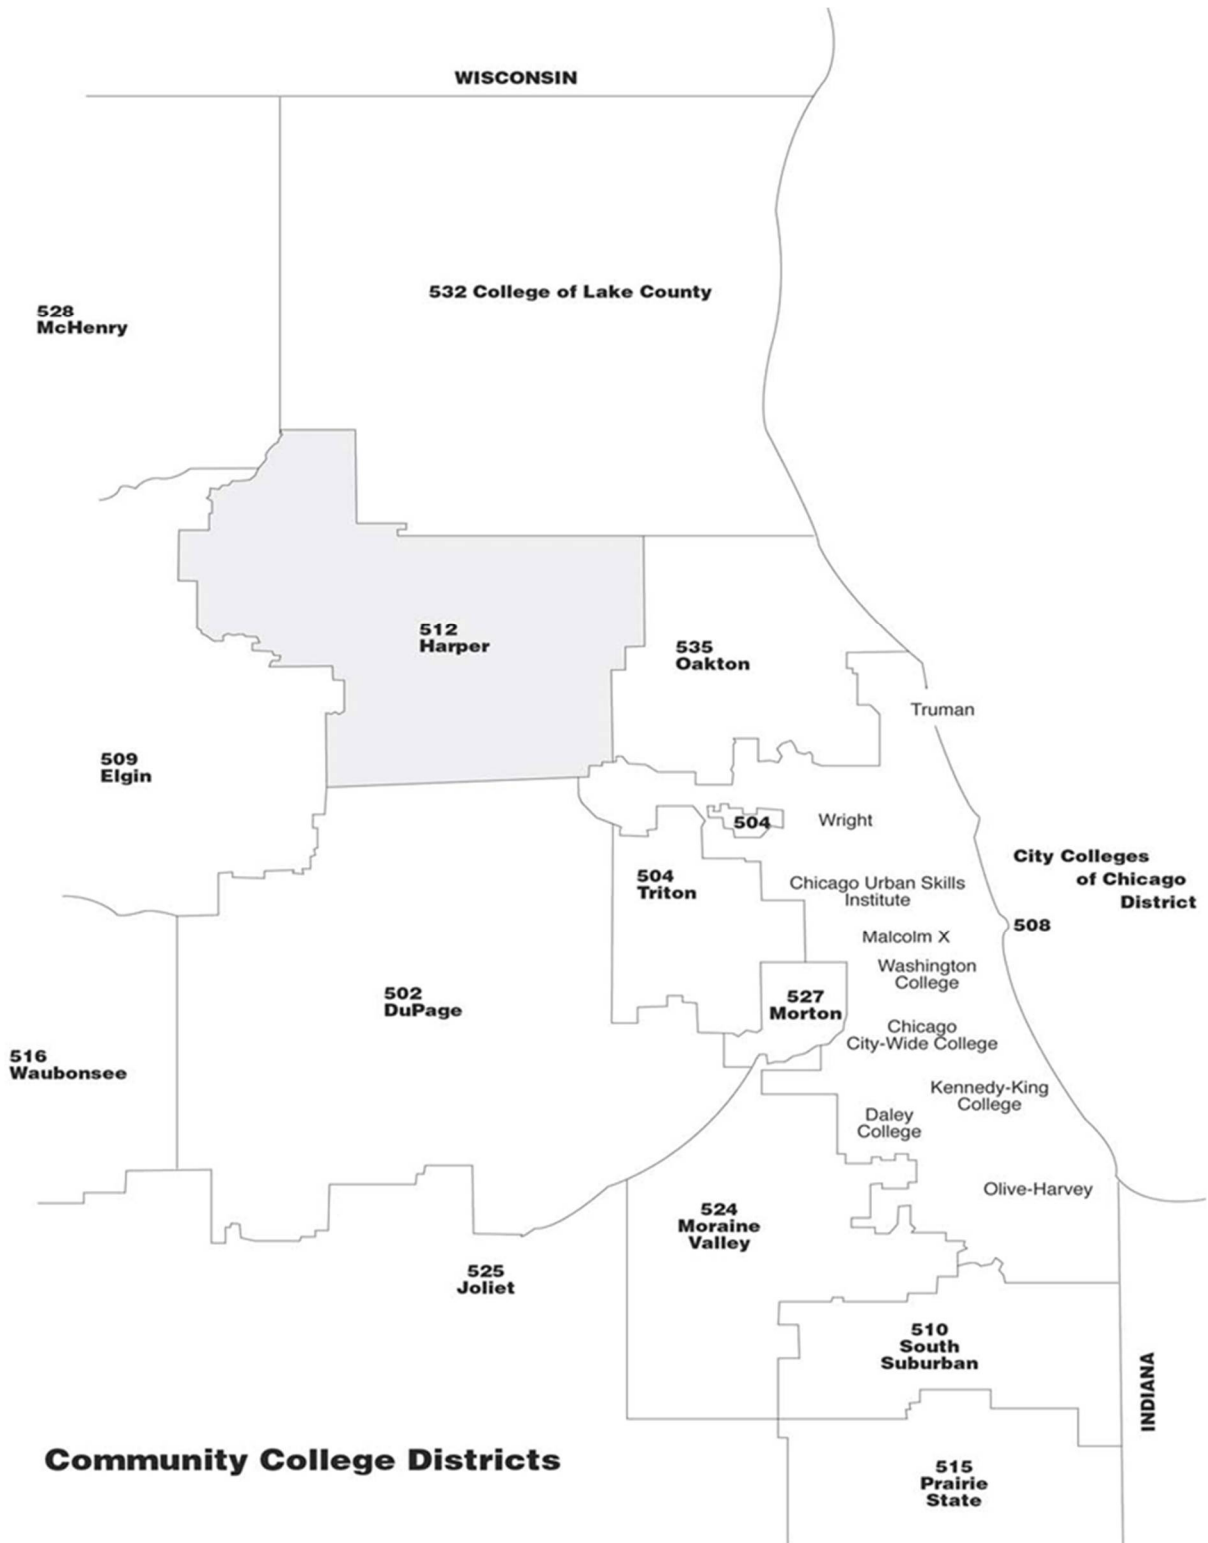 WISCONSIN
532 College of Lake County
528
McHenry
512
Harper
535
Oakton
Truman
509
Elgin
504
Wright
City Colleges
of Chicago
District
508
504
Triton
Chicago Urban Skills
Institute
Malcolm X
Washington
College
527
Morton
502
DuPage
Chicago
City-Wide College
516
Waubonsee
Kennedy-King
College
Daley
College
Olive-Harvey
524
Moraine
Valley
525
Joliet
510
South
Suburban
INDIANA
Community College Districts
515
Prairie
State